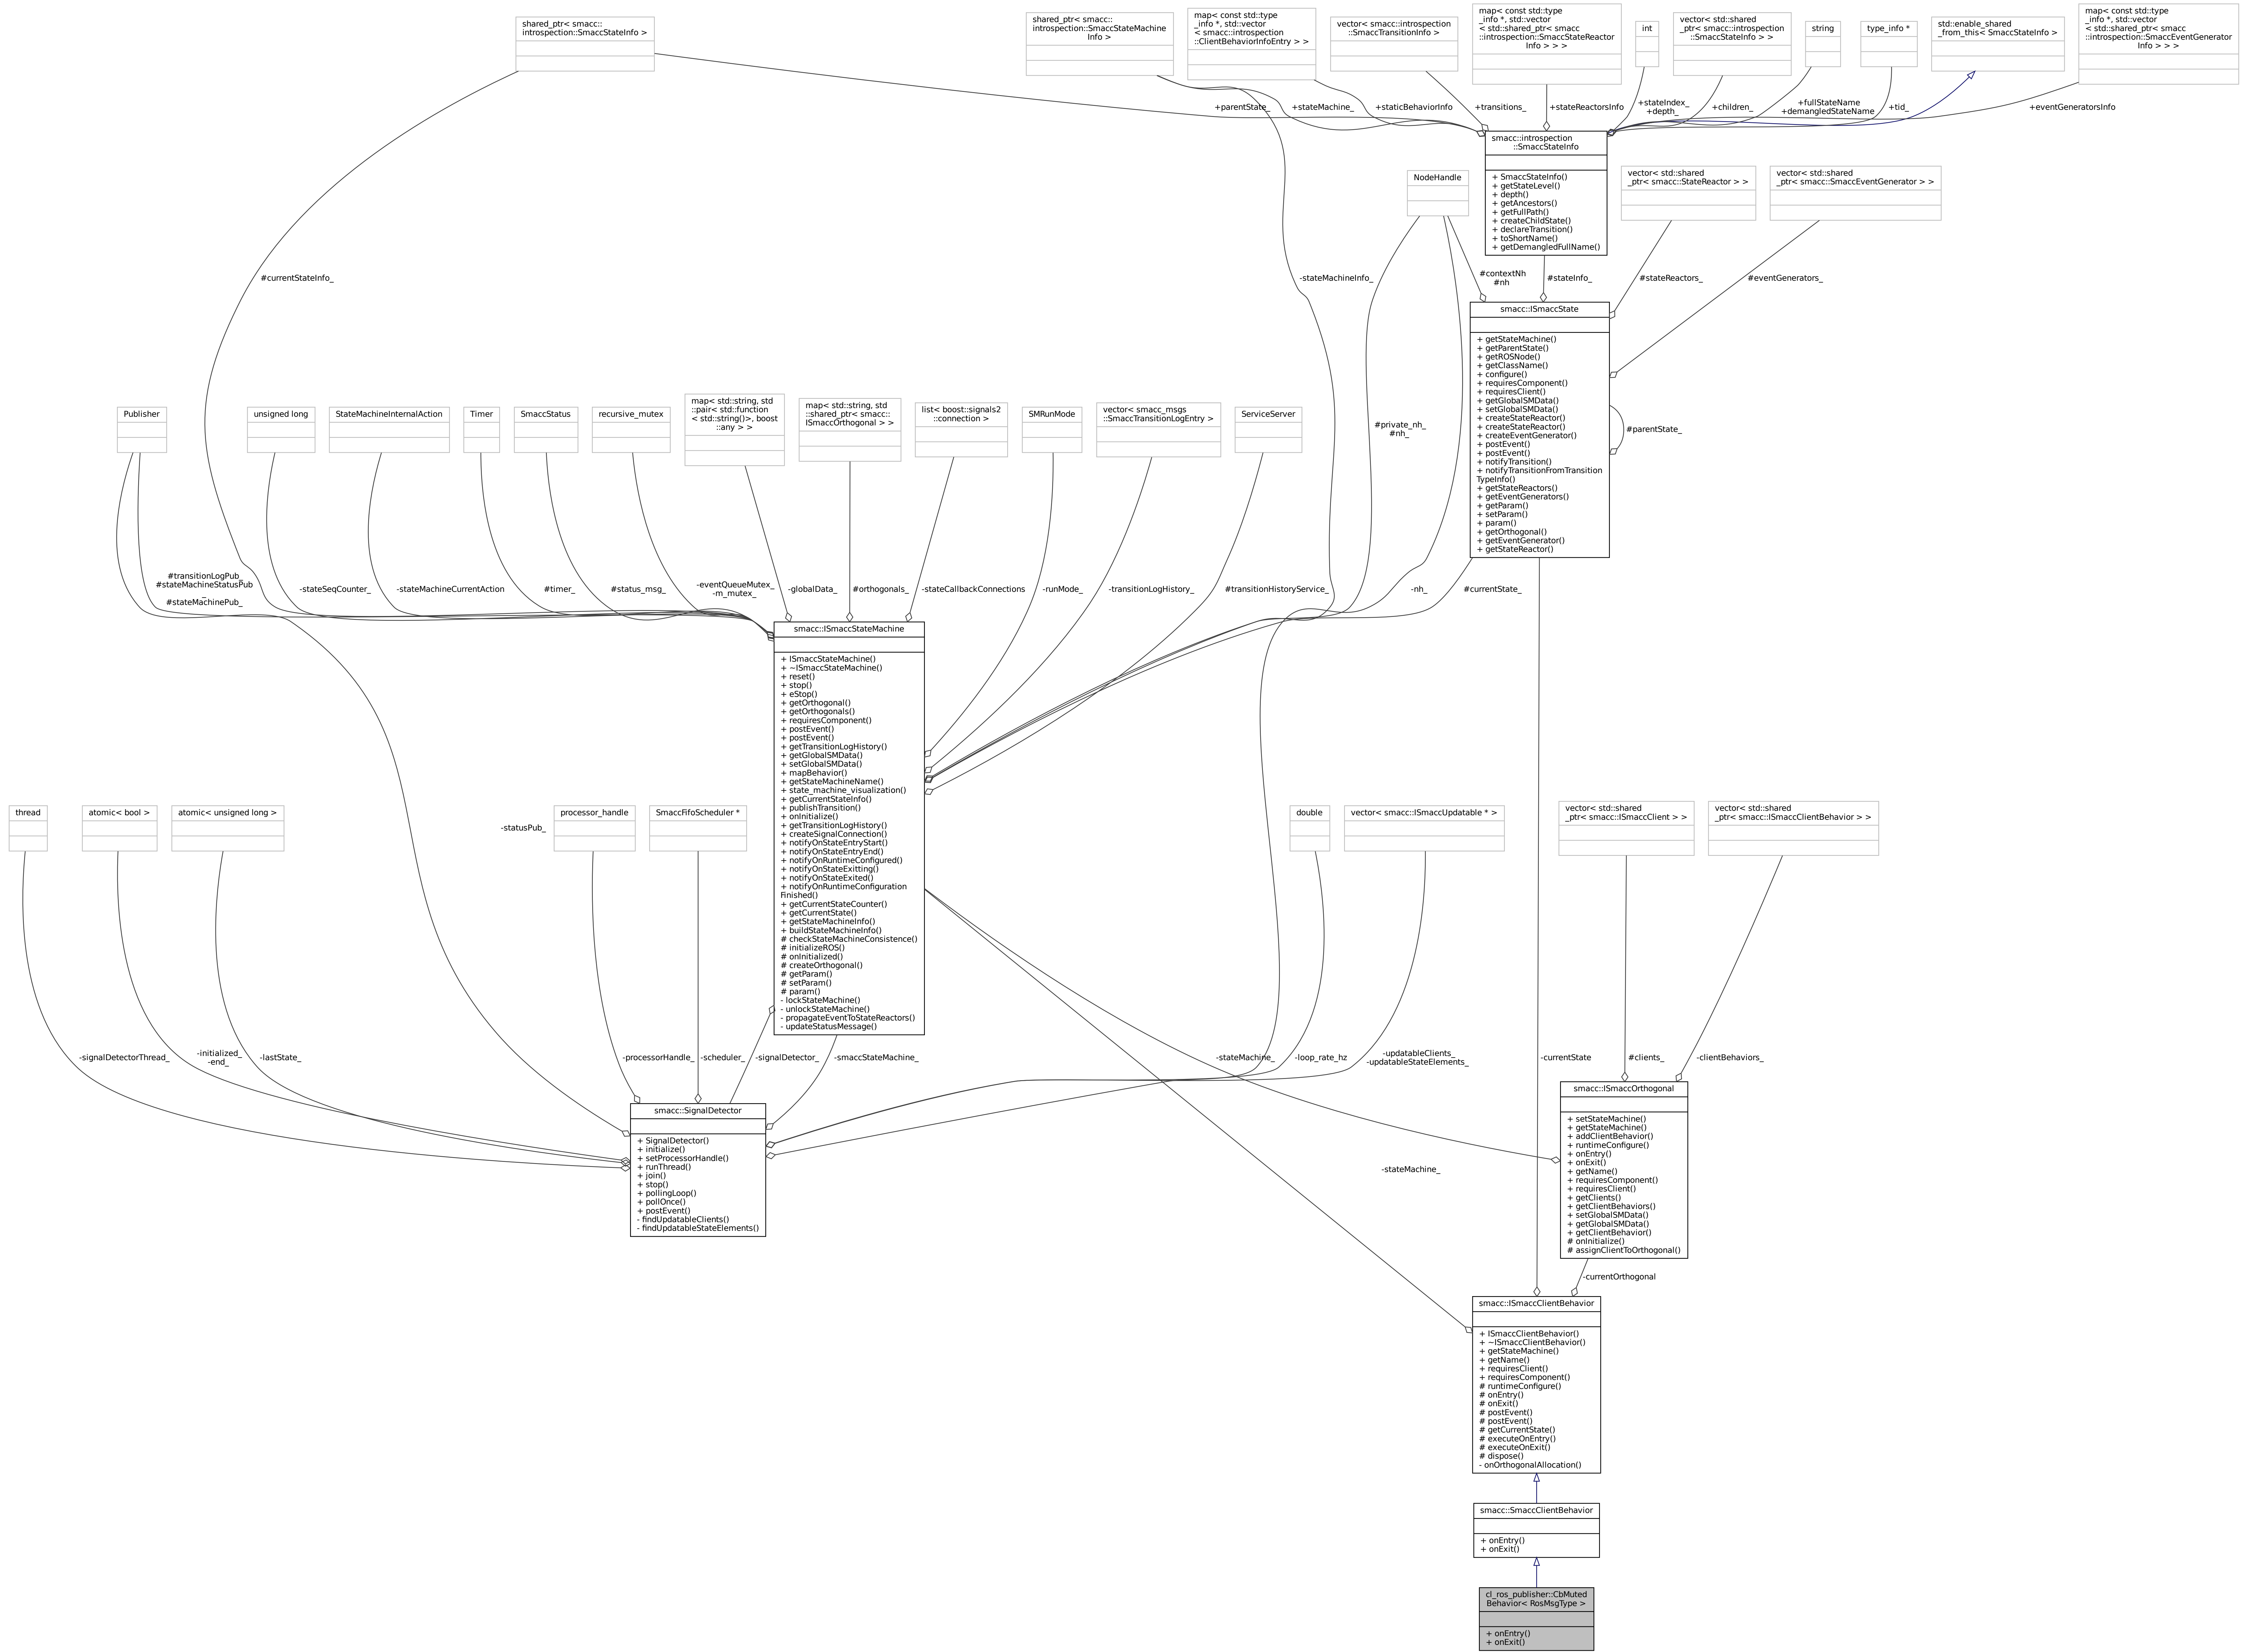 shared_ptr< smacc::
introspection::SmaccStateInfo >
shared_ptr< smacc::
introspection::SmaccStateMachine
Info >
map< const std::type
_info *, std::vector
< smacc::introspection
::ClientBehaviorInfoEntry > >
vector< smacc::introspection
::SmaccTransitionInfo >
map< const std::type
_info *, std::vector
< std::shared_ptr< smacc
::introspection::SmaccStateReactor
Info > > >
int
vector< std::shared
_ptr< smacc::introspection
::SmaccStateInfo > >
string
type_info *
std::enable_shared
_from_this< SmaccStateInfo >
map< const std::type
_info *, std::vector
< std::shared_ptr< smacc
::introspection::SmaccEventGenerator
Info > > >
+parentState_
+stateMachine_
+staticBehaviorInfo
+transitions_
+stateReactorsInfo
+stateIndex_
+depth_
+children_
+fullStateName
+demangledStateName
+tid_
+eventGeneratorsInfo
smacc::introspection
::SmaccStateInfo
+ SmaccStateInfo()
+ getStateLevel()
+ depth()
+ getAncestors()
+ getFullPath()
+ createChildState()
+ declareTransition()
+ toShortName()
+ getDemangledFullName()
NodeHandle
vector< std::shared
_ptr< smacc::StateReactor > >
vector< std::shared
_ptr< smacc::SmaccEventGenerator > >
#currentStateInfo_
-stateMachineInfo_
#contextNh
#nh
#stateInfo_
#stateReactors_
#eventGenerators_
smacc::ISmaccState
+ getStateMachine()
+ getParentState()
+ getROSNode()
+ getClassName()
+ configure()
+ requiresComponent()
+ requiresClient()
+ getGlobalSMData()
+ setGlobalSMData()
+ createStateReactor()
+ createStateReactor()
+ createEventGenerator()
+ postEvent()
+ postEvent()
+ notifyTransition()
+ notifyTransitionFromTransition
TypeInfo()
+ getStateReactors()
+ getEventGenerators()
+ getParam()
+ setParam()
+ param()
+ getOrthogonal()
+ getEventGenerator()
+ getStateReactor()
#parentState_
#private_nh_
#nh_
Publisher
unsigned long
StateMachineInternalAction
Timer
SmaccStatus
recursive_mutex
map< std::string, std
::pair< std::function
< std::string()>, boost
::any > >
map< std::string, std
::shared_ptr< smacc::
ISmaccOrthogonal > >
list< boost::signals2
::connection >
SMRunMode
vector< smacc_msgs
::SmaccTransitionLogEntry >
ServiceServer
#transitionLogPub_
#stateMachineStatusPub
_
#stateMachinePub_
-stateSeqCounter_
-stateMachineCurrentAction
#timer_
#status_msg_
-eventQueueMutex_
-m_mutex_
-globalData_
#orthogonals_
-stateCallbackConnections
-runMode_
-transitionLogHistory_
#transitionHistoryService_
-nh_
#currentState_
smacc::ISmaccStateMachine
+ ISmaccStateMachine()
+ ~ISmaccStateMachine()
+ reset()
+ stop()
+ eStop()
+ getOrthogonal()
+ getOrthogonals()
+ requiresComponent()
+ postEvent()
+ postEvent()
+ getTransitionLogHistory()
+ getGlobalSMData()
+ setGlobalSMData()
+ mapBehavior()
+ getStateMachineName()
+ state_machine_visualization()
+ getCurrentStateInfo()
+ publishTransition()
+ onInitialize()
+ getTransitionLogHistory()
+ createSignalConnection()
+ notifyOnStateEntryStart()
+ notifyOnStateEntryEnd()
+ notifyOnRuntimeConfigured()
+ notifyOnStateExitting()
+ notifyOnStateExited()
+ notifyOnRuntimeConfiguration
Finished()
+ getCurrentStateCounter()
+ getCurrentState()
+ getStateMachineInfo()
+ buildStateMachineInfo()
# checkStateMachineConsistence()
# initializeROS()
# onInitialized()
# createOrthogonal()
# getParam()
# setParam()
# param()
- lockStateMachine()
- unlockStateMachine()
- propagateEventToStateReactors()
- updateStatusMessage()
thread
atomic< bool >
atomic< unsigned long >
-statusPub_
processor_handle
SmaccFifoScheduler *
double
vector< smacc::ISmaccUpdatable * >
vector< std::shared
_ptr< smacc::ISmaccClient > >
vector< std::shared
_ptr< smacc::ISmaccClientBehavior > >
-signalDetectorThread_
-initialized_
-end_
-lastState_
-processorHandle_
-scheduler_
-signalDetector_
-smaccStateMachine_
-stateMachine_
-loop_rate_hz
-updatableClients_
-updatableStateElements_
-currentState
#clients_
-clientBehaviors_
smacc::SignalDetector
+ SignalDetector()
+ initialize()
+ setProcessorHandle()
+ runThread()
+ join()
+ stop()
+ pollingLoop()
+ pollOnce()
+ postEvent()
- findUpdatableClients()
- findUpdatableStateElements()
smacc::ISmaccOrthogonal
+ setStateMachine()
+ getStateMachine()
+ addClientBehavior()
+ runtimeConfigure()
+ onEntry()
+ onExit()
+ getName()
+ requiresComponent()
+ requiresClient()
+ getClients()
+ getClientBehaviors()
+ setGlobalSMData()
+ getGlobalSMData()
+ getClientBehavior()
# onInitialize()
# assignClientToOrthogonal()
-stateMachine_
-currentOrthogonal
smacc::ISmaccClientBehavior
+ ISmaccClientBehavior()
+ ~ISmaccClientBehavior()
+ getStateMachine()
+ getName()
+ requiresClient()
+ requiresComponent()
# runtimeConfigure()
# onEntry()
# onExit()
# postEvent()
# postEvent()
# getCurrentState()
# executeOnEntry()
# executeOnExit()
# dispose()
- onOrthogonalAllocation()
smacc::SmaccClientBehavior
+ onEntry()
+ onExit()
cl_ros_publisher::CbMuted
Behavior< RosMsgType >
+ onEntry()
+ onExit()